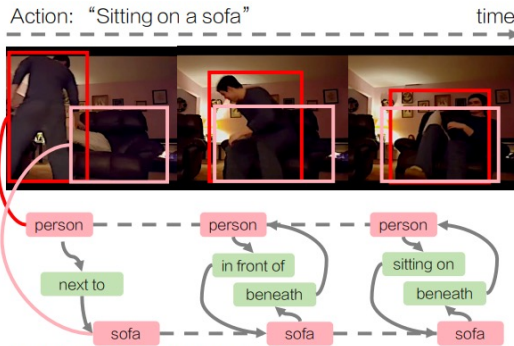 Action: “Sitting on a sofa” time
person person person
in front of sitting on
next to beneath beneath
sofa sofa sofa